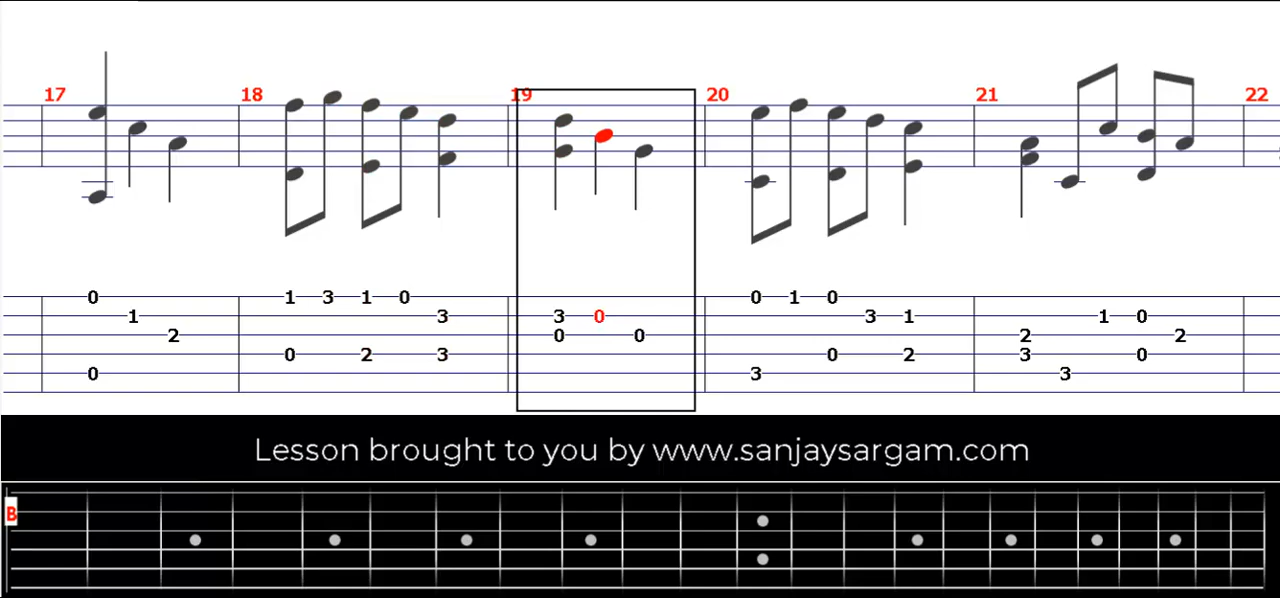 17 18 19 20 21 22
0 1 3 1 0 0 1 0
1 3 3 0 3 1 1 0
2 0 0 2 2
0 2 3 0 2 3 0
0 3 3
Lesson brought to you by www.sanjaysargam.com
B